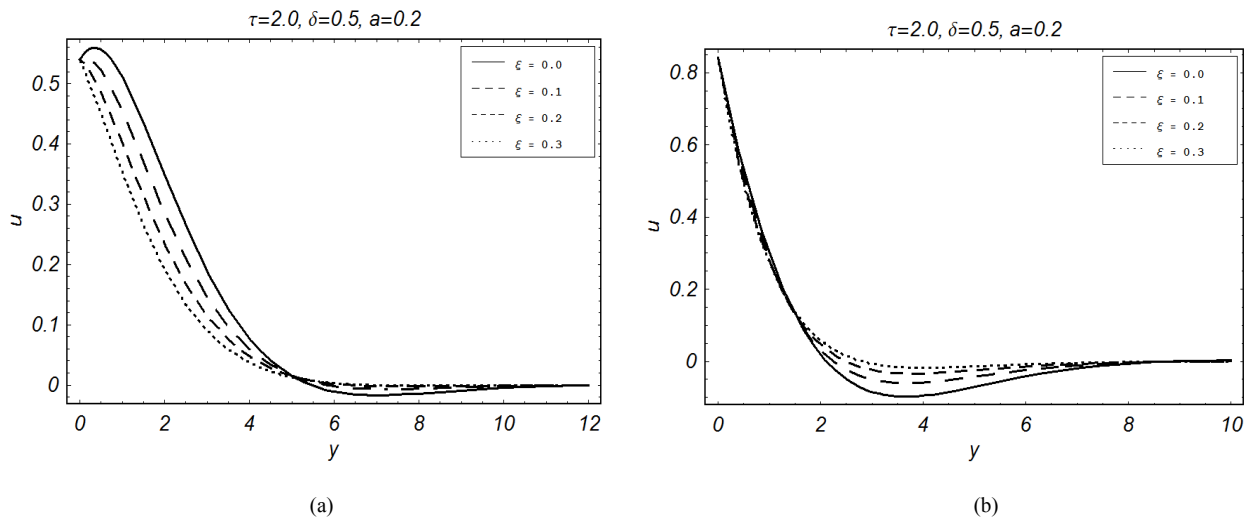 τ=2.0, δ=0.5, a=0.2
ξ = 0.0
ξ = 0.1
ξ = 0.2
ξ = 0.3
0.5
0.4
0.3
0.2
0.1
0
u
0 2 4 6 8 10 12
y
(a)
τ=2.0, δ=0.5, a=0.2
ξ = 0.0
ξ = 0.1
ξ = 0.2
ξ = 0.3
0.8
0.6
0.4
0.2
0
u
0 2 4 6 8 10
y
(b)